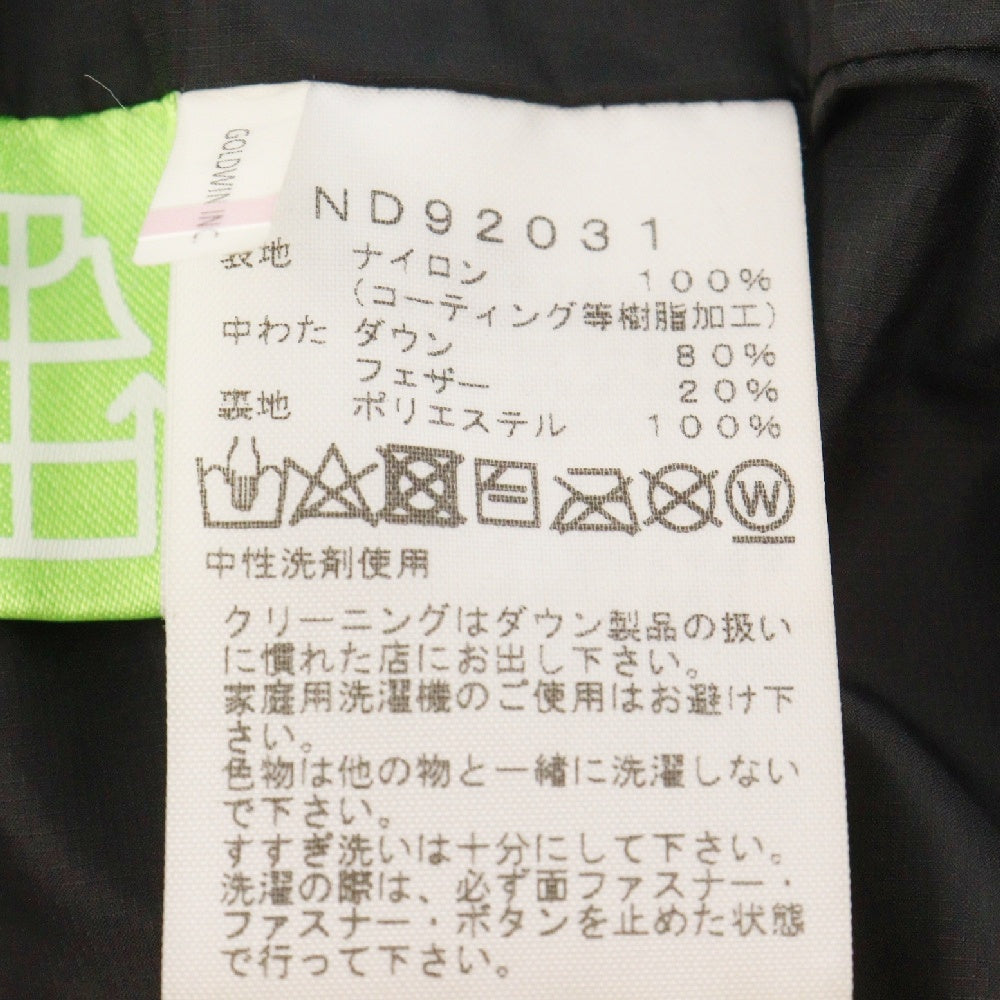 GOLDWIN INC
ND92031
表地 ナイロン 100%
(コーティング等樹脂加工)
中わた ダウン 80%
フェザー 20%
裏地 ポリエステル 100%
W
中性洗剤使用
クリーニングはダウン製品の扱い
に慣れた店にお出し下さい。
家庭用洗濯機のご使用はお避け下
さい。
色物は他の物と一緒に洗濯しない
で下さい。
すすぎ洗いは十分にして下さい。
洗濯の際は、必ず面ファスナー・
ファスナー・ボタンを止めた状態
で行って下さい。